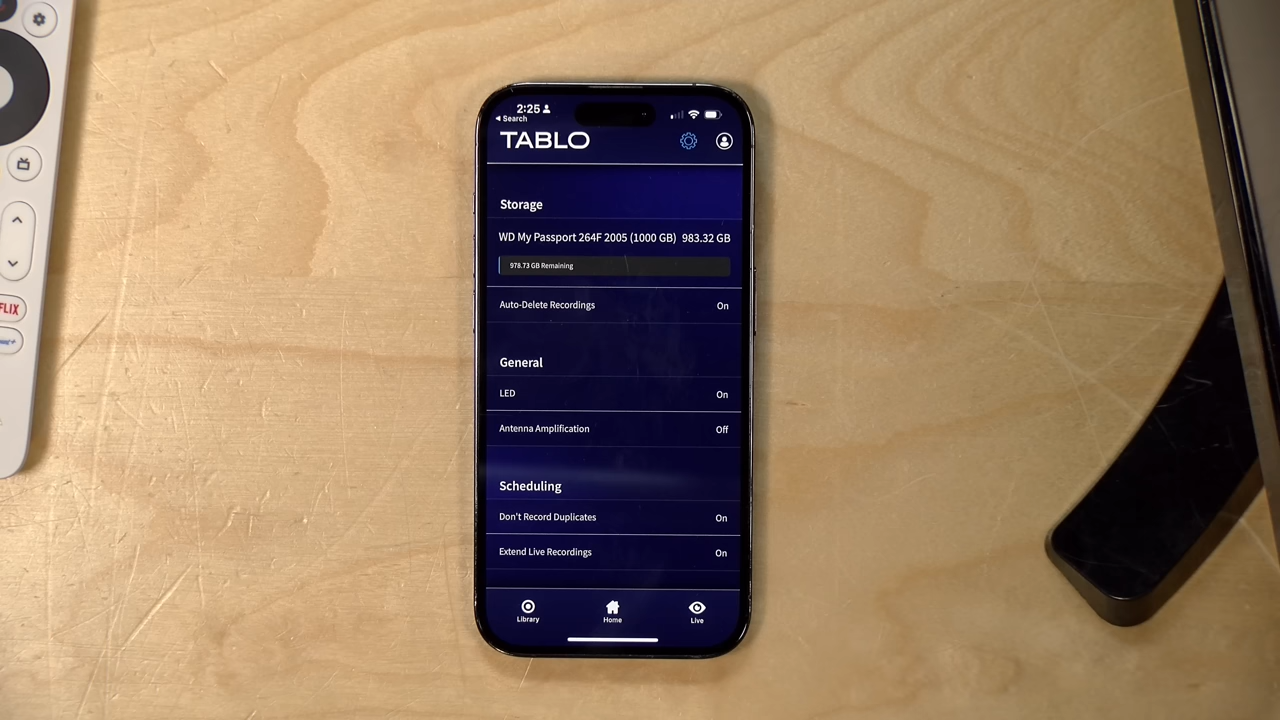 2:25
Search
TABLO
Storage
WD My Passport 264F 2005 (1000 GB) 983.32 GB
978.73 GB Remaining
Auto-Delete Recordings On
General
LED On
Antenna Amplification Off
Scheduling
Don't Record Duplicates On
Extend Live Recordings On
Library Home Live
FLIX